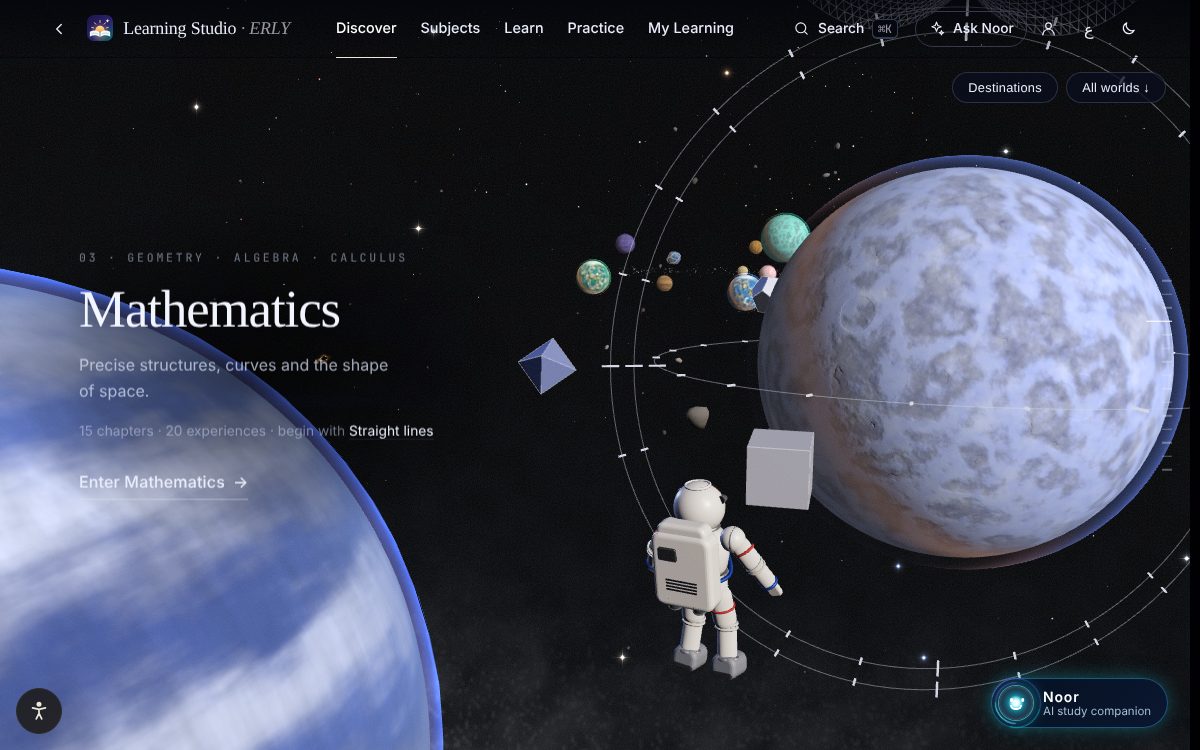 Learning Studio · ERLY
Discover
Subjects
Learn
Practice
My Learning
Search ⌘K
Ask Noor
ع
Destinations
All worlds ↓
03 · GEOMETRY · ALGEBRA · CALCULUS
Mathematics
Precise structures, curves and the shape
of space.
15 chapters · 20 experiences · begin with Straight lines
Enter Mathematics →
Noor
AI study companion